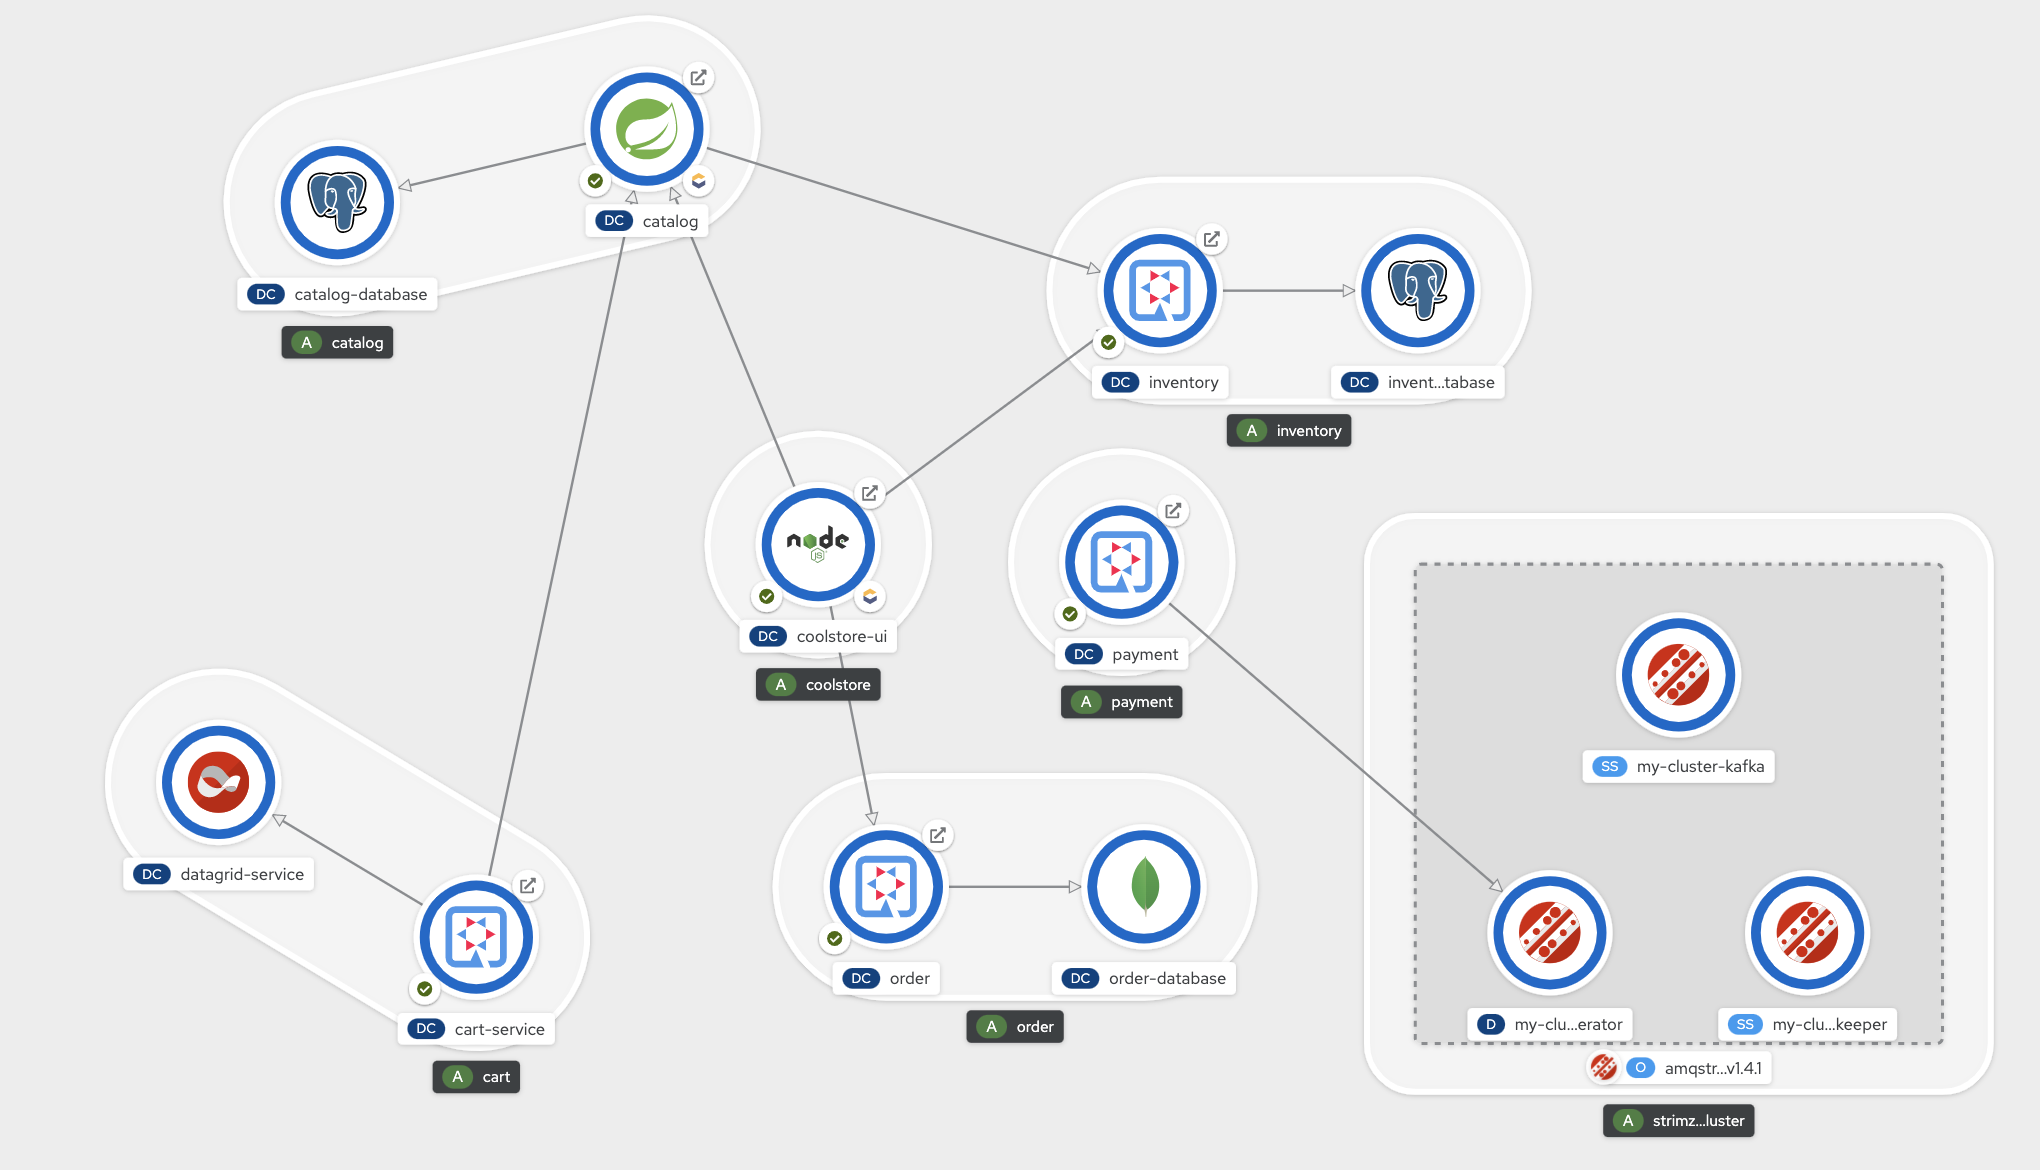 DC catalog
DC catalog-database
A catalog
DC inventory
DC invent...tabase
A inventory
node
JS
DC coolstore-ui
A coolstore
DC payment
A payment
SS my-cluster-kafka
DC datagrid-service
DC cart-service
A cart
DC order
DC order-database
A order
D my-clu...erator
SS my-clu...keeper
O amqstr...v1.4.1
A strimz...luster